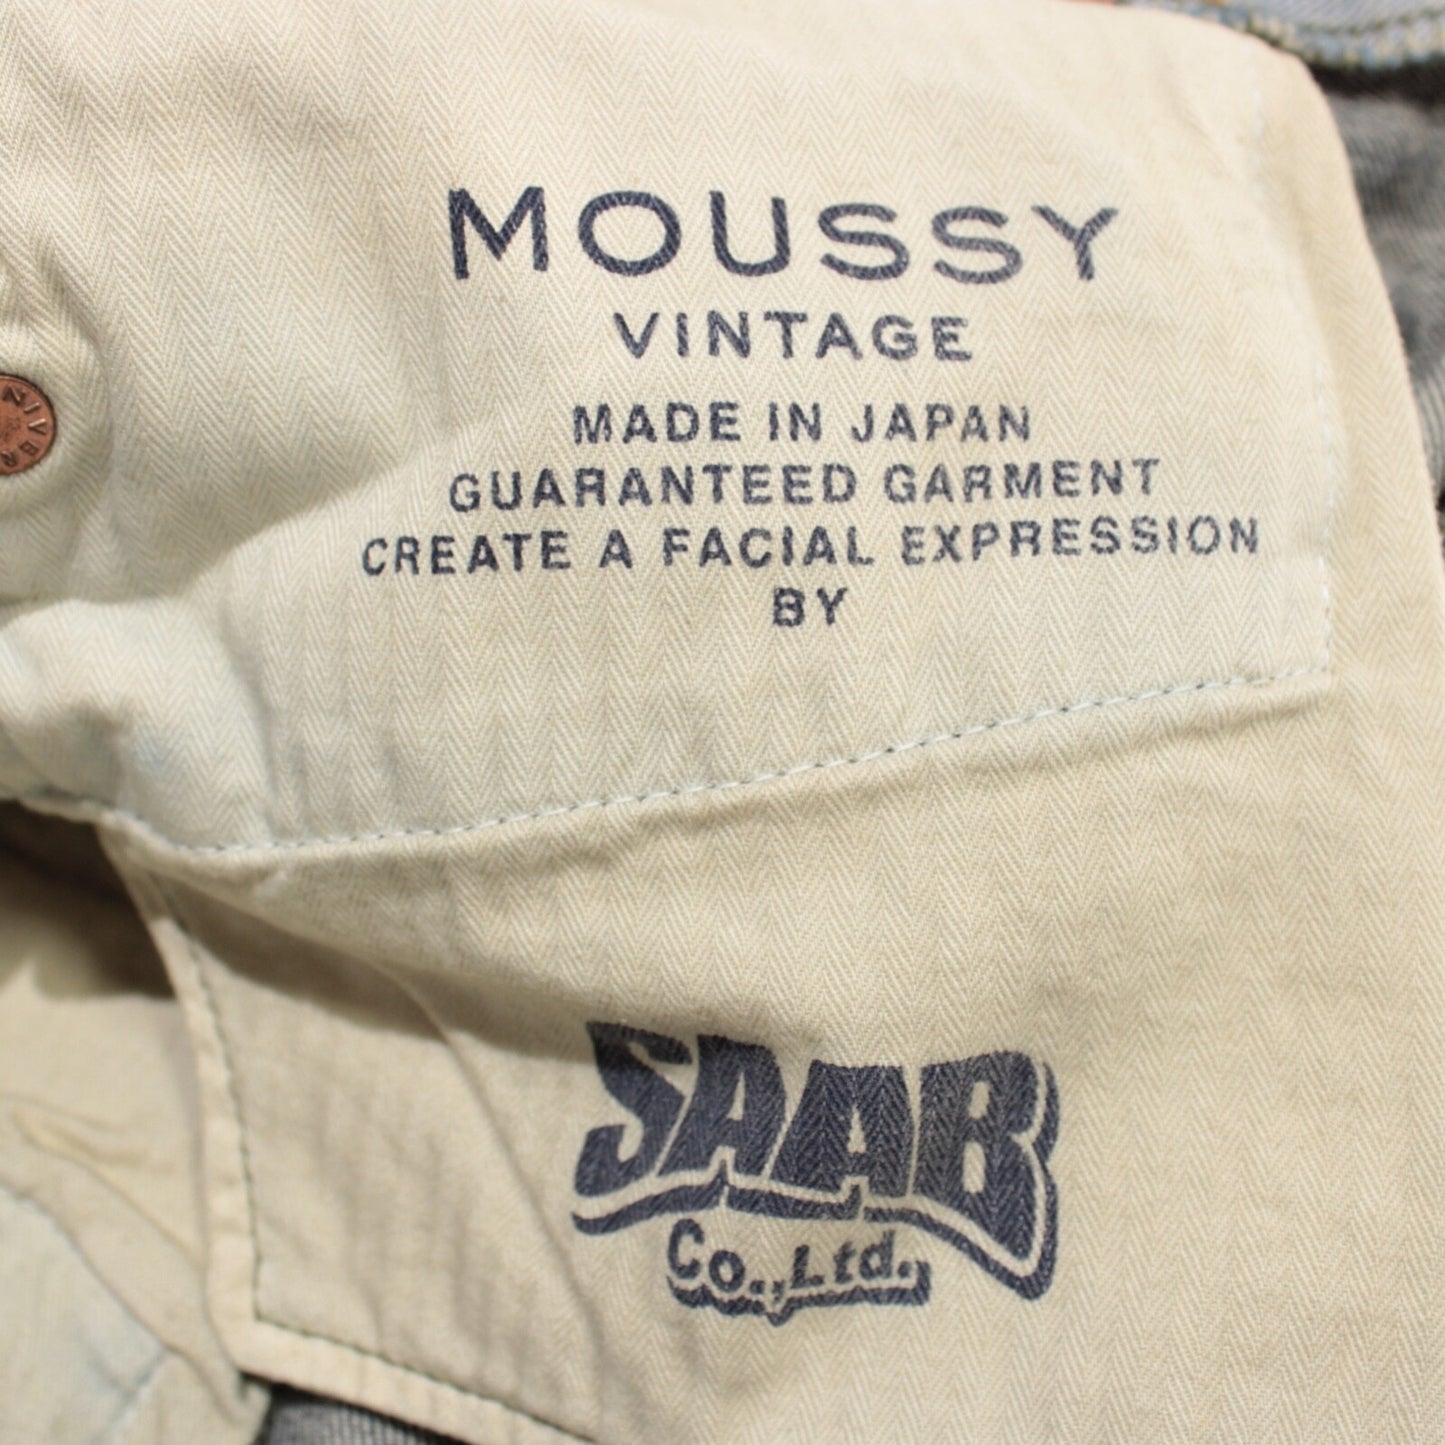 MOUSSY
VINTAGE
MADE IN JAPAN
GUARANTEED GARMENT
CREATE A FACIAL EXPRESSION
BY
SAAB
Co.,Ltd.